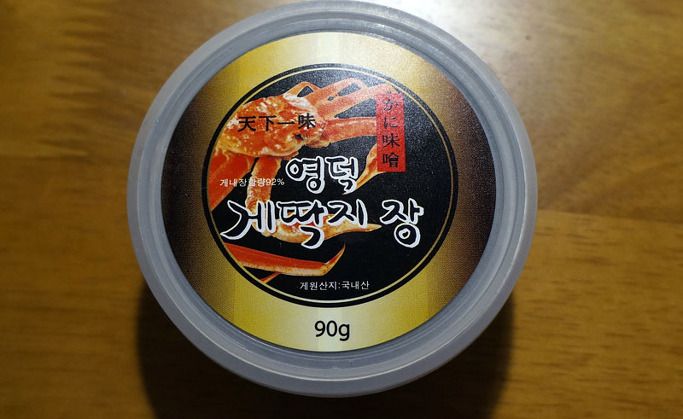 天下一味
かに味噌
영덕
게내장함량92%
게딱지 장
게원산지:국내산
90g